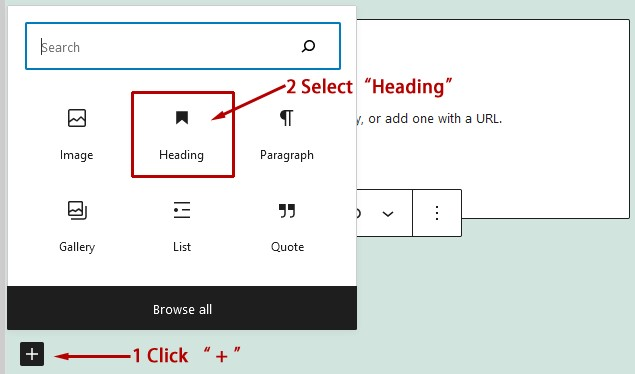 Search
2 Select “Heading”
, or add one with a URL.
Image Heading Paragraph
Gallery List Quote
Browse all
1 Click “ + ”